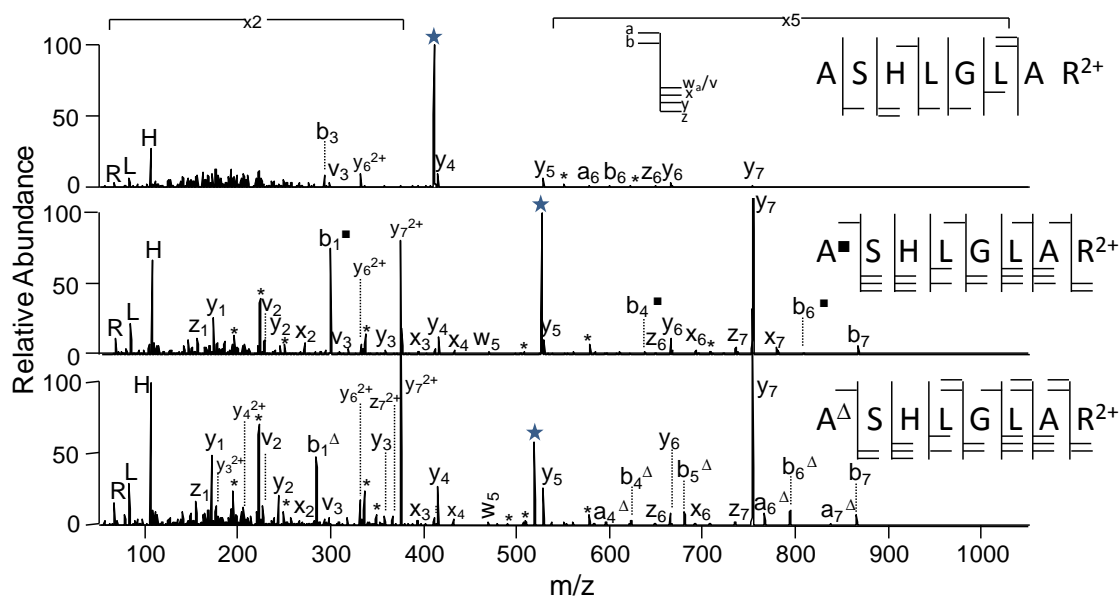 x2 x5
a
b
wₐ/v
x
y
z
A S H L G L A R²⁺
100
50
0
R L H b₃ v₃ y₆²⁺ ★ y₄ y₅ * a₆ b₆ * z₆ y₆ y₇
A■ S H L G L A R²⁺
100
50
0
R L H z₁ y₁ * * v₂ y₂ * x₂ b₁■ v₃ y₆²⁺ * y₃ y₇²⁺ x₃ y₄ x₄ w₅ * ★ y₅ * b₄■ z₆ y₆ x₆ * z₇ y₇ x₇ b₆■ b₇
A∆ S H L G L A R²⁺
100
50
0
R L H z₁ y₁ y₃²⁺ * y₄²⁺ * v₂ y₂ * x₂ b₁∆ v₃ y₆²⁺ * * y₃ z₇²⁺ y₇²⁺ x₃ y₄ x₄ w₅ * * ★ y₅ * a₄∆ b₄∆ z₆ y₆ b₅∆ x₆ z₇ y₇ a₆∆ b₆∆ a₇∆ b₇
100 200 300 400 500 600 700 800 900 1000
m/z
Relative Abundance